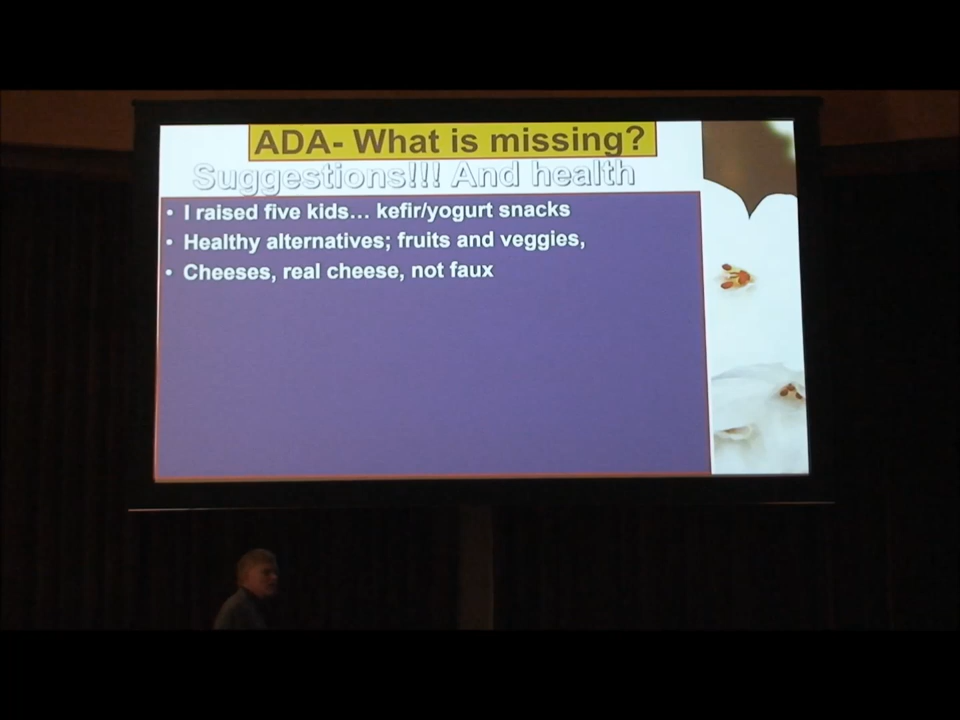 ADA- What is missing?
Suggestions!!! And health
• I raised five kids... kefir/yogurt snacks
• Healthy alternatives; fruits and veggies,
• Cheeses, real cheese, not faux